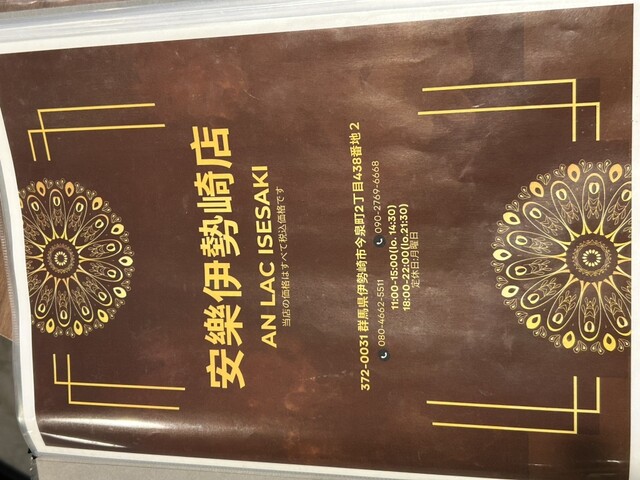 安樂伊勢崎店
AN LAC ISESAKI
当店の価格はすべて税込価格です
372-0031 群馬県伊勢崎市今泉町2丁目438番地2
080-4662-5511 090-2769-6668
11:00-15:00(lo. 14:30)
18:00-22:00(lo.21:30)
定休日:月曜日